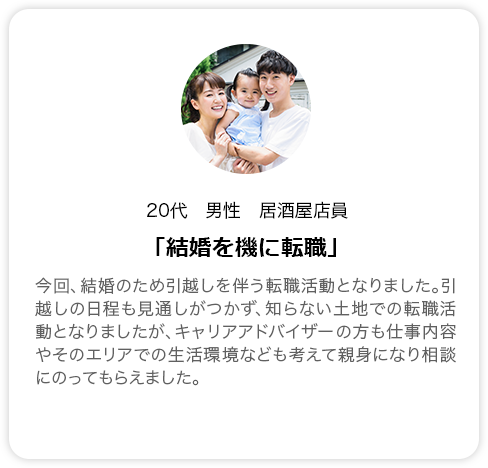 20代　男性　居酒屋店員
「結婚を機に転職」
今回、結婚のため引越しを伴う転職活動となりました。引
越しの日程も見通しがつかず、知らない土地での転職活
動となりましたが、キャリアアドバイザーの方も仕事内容
やそのエリアでの生活環境なども考えて親身になり相談
にのってもらえました。